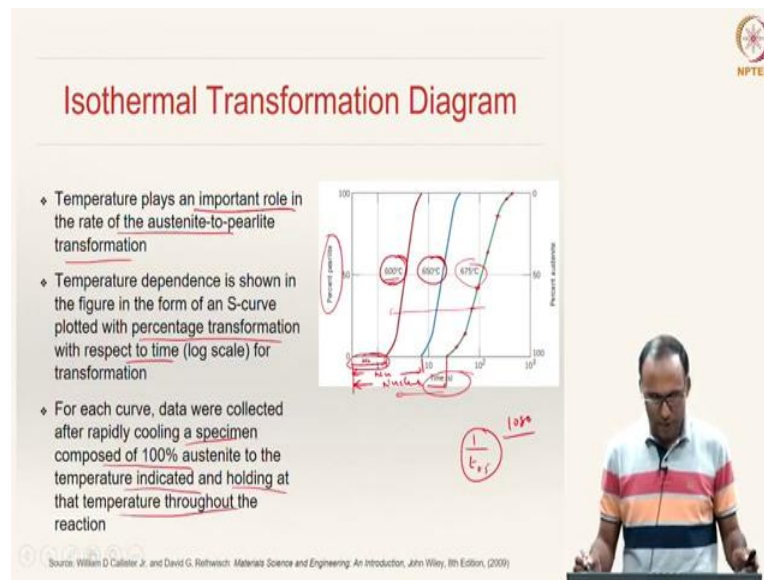 NPTEL
Isothermal Transformation Diagram
❖ Temperature plays an important role in
the rate of the austenite-to-pearlite
transformation
❖ Temperature dependence is shown in
the figure in the form of an S-curve
plotted with percentage transformation
with respect to time (log scale) for
transformation
❖ For each curve, data were collected
after rapidly cooling a specimen
composed of 100% austenite to the
temperature indicated and holding at
that temperature throughout the
reaction
100
0
Percent pearlite
50
600°C
650°C
675°C
50
Percent austenite
0
100
10
10²
10³
Time (s)
1
Source: William D Callister Jr. and David G. Rethwisch Materials Science and Engineering: An Introduction, John Wiley, 8th Edition, (2009)